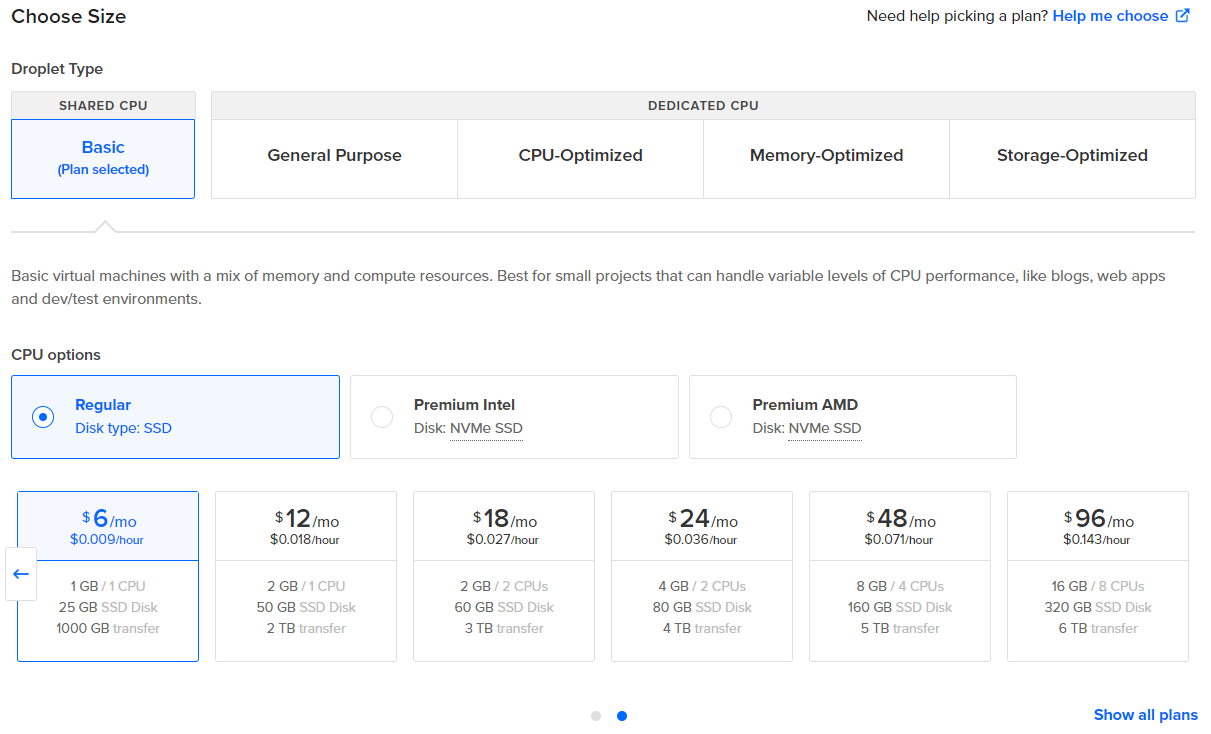 Choose Size
Need help picking a plan? Help me choose
Droplet Type
SHARED CPU
DEDICATED CPU
Basic
(Plan selected)
General Purpose
CPU-Optimized
Memory-Optimized
Storage-Optimized
Basic virtual machines with a mix of memory and compute resources. Best for small projects that can handle variable levels of CPU performance, like blogs, web apps
and dev/test environments.
CPU options
Regular
Disk type: SSD
Premium Intel
Disk: NVMe SSD
Premium AMD
Disk: NVMe SSD
$6/mo
$0.009/hour
1 GB / 1 CPU
25 GB SSD Disk
1000 GB transfer
$12/mo
$0.018/hour
2 GB / 1 CPU
50 GB SSD Disk
2 TB transfer
$18/mo
$0.027/hour
2 GB / 2 CPUs
60 GB SSD Disk
3 TB transfer
$24/mo
$0.036/hour
4 GB / 2 CPUs
80 GB SSD Disk
4 TB transfer
$48/mo
$0.071/hour
8 GB / 4 CPUs
160 GB SSD Disk
5 TB transfer
$96/mo
$0.143/hour
16 GB / 8 CPUs
320 GB SSD Disk
6 TB transfer
Show all plans